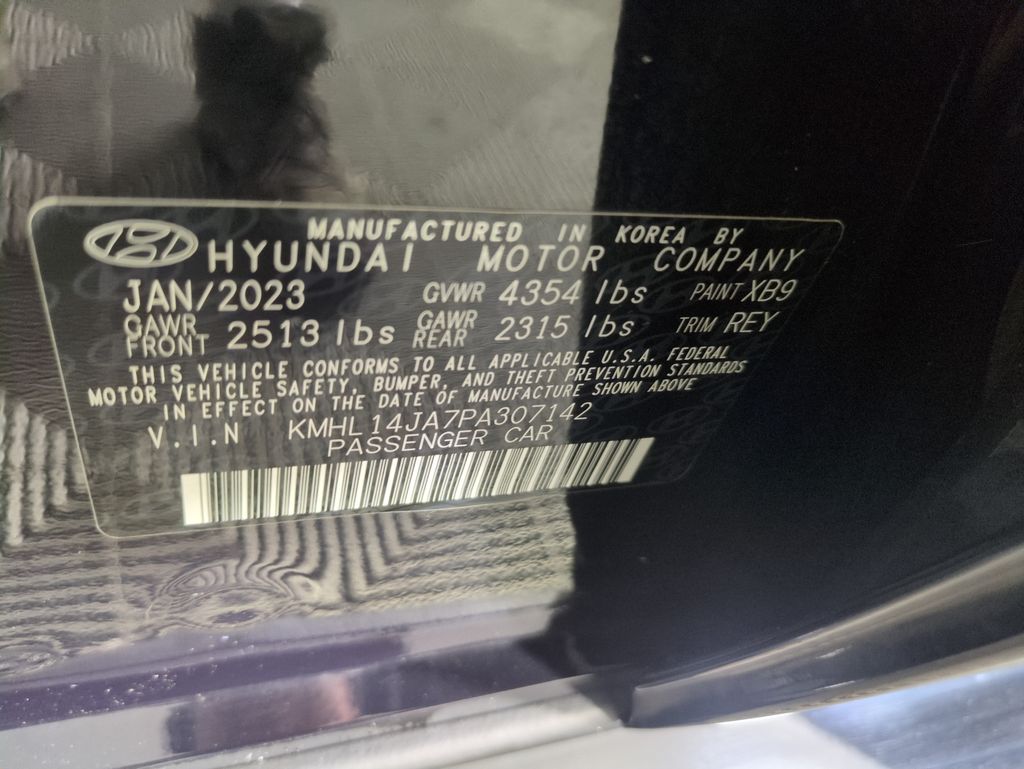 MANUFACTURED IN KOREA BY
HYUNDAI MOTOR COMPANY
JAN/2023 GVWR 4354 lbs PAINT XB9
GAWR FRONT 2513 lbs GAWR REAR 2315 lbs TRIM REY
THIS VEHICLE CONFORMS TO ALL APPLICABLE U.S.A. FEDERAL
MOTOR VEHICLE SAFETY, BUMPER, AND THEFT PREVENTION STANDARDS
IN EFFECT ON THE DATE OF MANUFACTURE SHOWN ABOVE
V.I.N KMHL14JA7PA307142
PASSENGER CAR